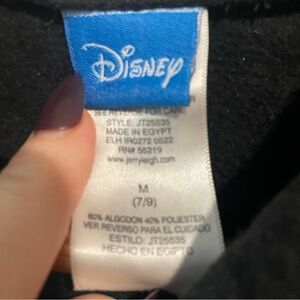 Disney
SEE REVERSE FOR CARE
STYLE: JT25535
MADE IN EGYPT
ELH IR0272 0522
RN# 55219
www.jerryleigh.com
M
(7/9)
60% ALGODON 40% POLIESTER
VER REVERSO PARA EL CUIDADO
ESTILO: JT25535
HECHO EN EGIPTO